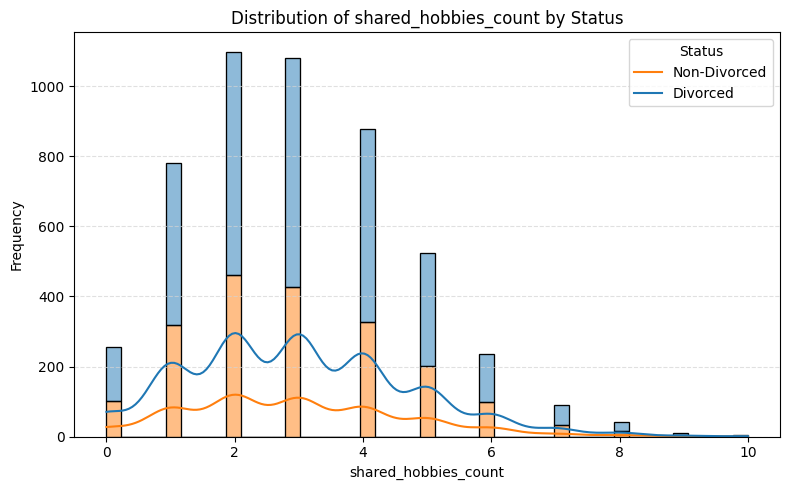 Distribution of shared_hobbies_count by Status
Status
Non-Divorced
Divorced
Frequency
1000
800
600
400
200
0
0 2 4 6 8 10
shared_hobbies_count